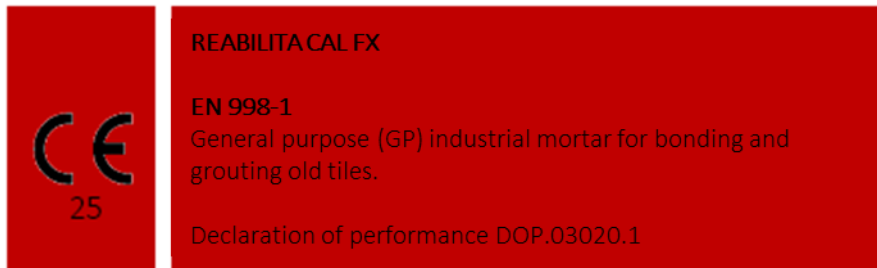 CE
25
REABILITA CAL FX
EN 998-1
General purpose (GP) industrial mortar for bonding and
grouting old tiles.
Declaration of performance DOP.03020.1